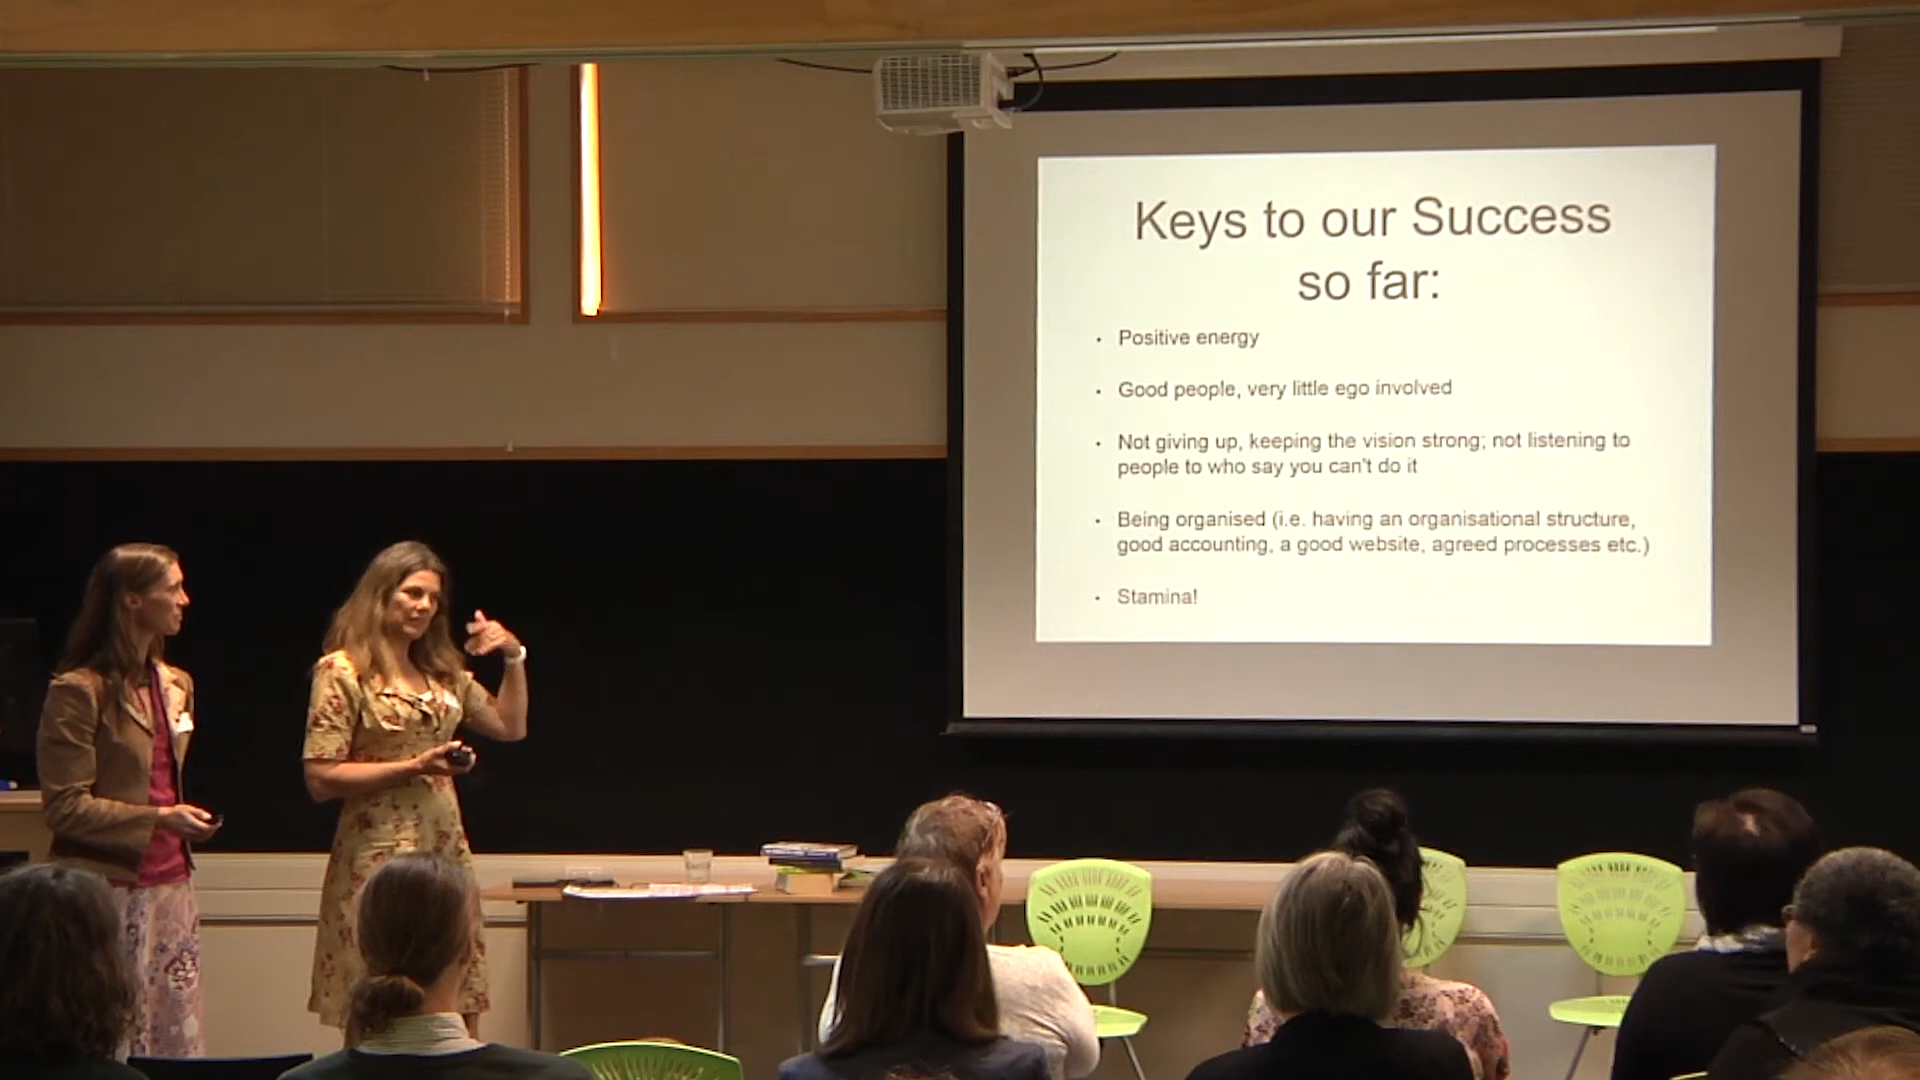 Keys to our Success
so far:
• Positive energy
• Good people, very little ego involved
• Not giving up, keeping the vision strong; not listening to
people to who say you can't do it
• Being organised (i.e. having an organisational structure,
good accounting, a good website, agreed processes etc.)
• Stamina!